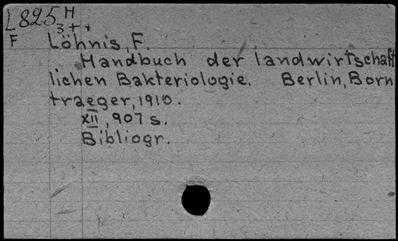 L825 H
3++
F
Löhnis, F.
Handbuch der landwirtschaft
lichen Bakteriologie. Berlin, Born
traeger, 1910.
XII, 907 s.
Bibliogr.